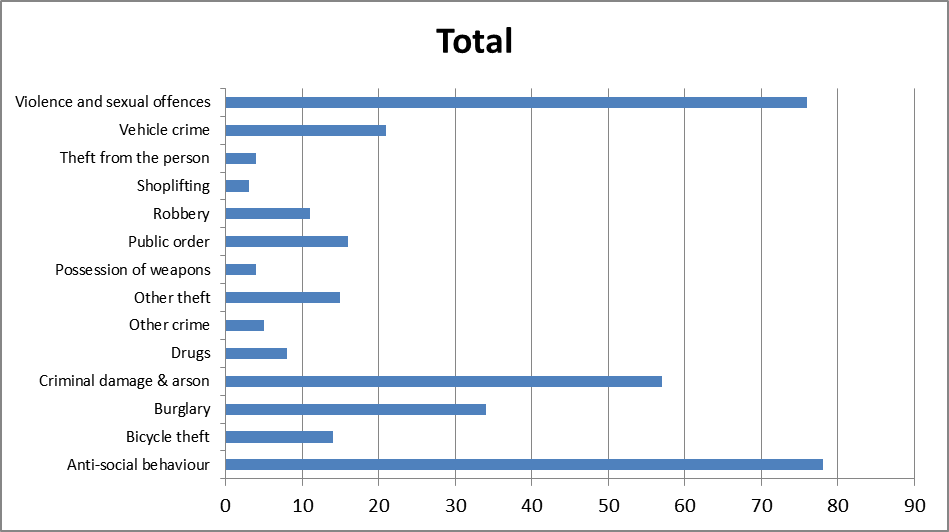 Total
Violence and sexual offences
Vehicle crime
Theft from the person
Shoplifting
Robbery
Public order
Possession of weapons
Other theft
Other crime
Drugs
Criminal damage & arson
Burglary
Bicycle theft
Anti-social behaviour
0 10 20 30 40 50 60 70 80 90